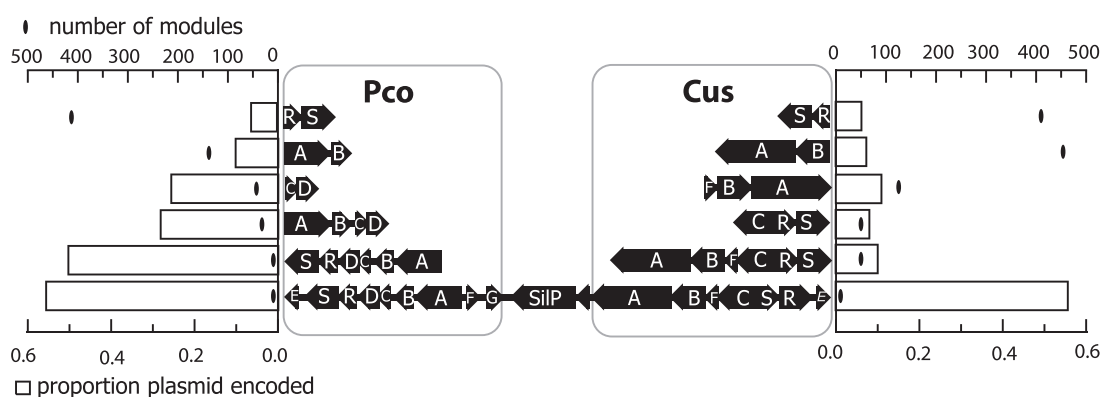 number of modules
500 400 300 200 100 0 0 100 200 300 400 500
Pco Cus
R S S R
A B A B
C D F B A
A B C D C R S
S R D C B A A B F C R S
E S R D C B A F G SilP A B F C S R E
0.6 0.4 0.2 0.0 0.0 0.2 0.4 0.6
proportion plasmid encoded